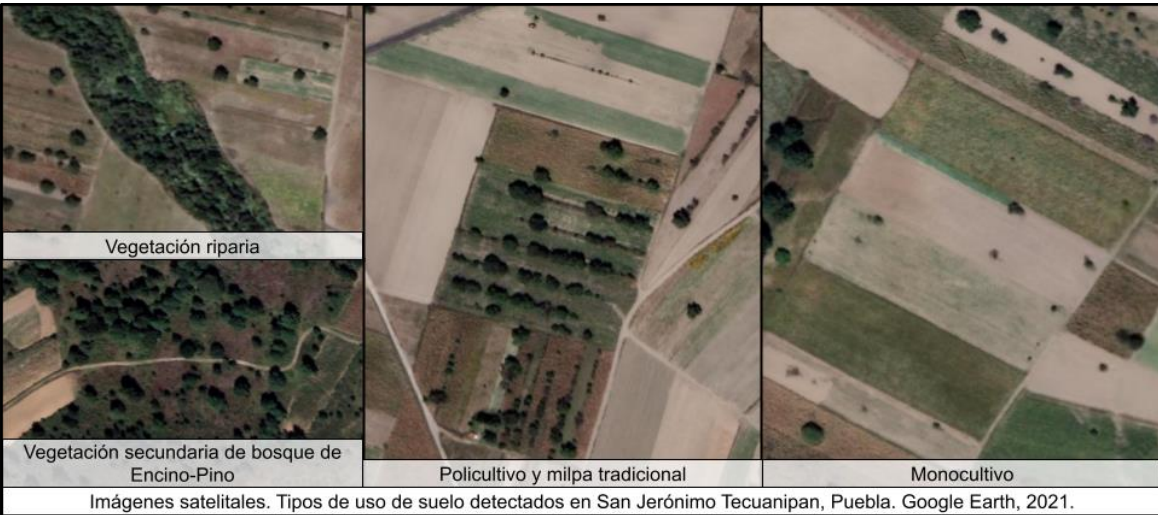 Vegetación riparia
Vegetación secundaria de bosque de
Encino-Pino
Policultivo y milpa tradicional
Monocultivo
Imágenes satelitales. Tipos de uso de suelo detectados en San Jerónimo Tecuanipan, Puebla. Google Earth, 2021.